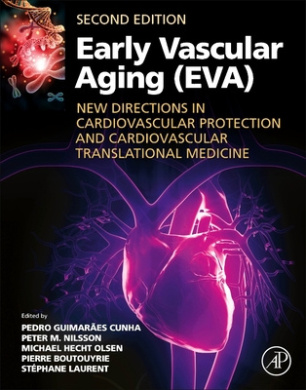 SECOND EDITION
Early Vascular
Aging (EVA)
NEW DIRECTIONS IN
CARDIOVASCULAR PROTECTION
AND CARDIOVASCULAR
TRANSLATIONAL MEDICINE
Edited by
PEDRO GUIMARÃES CUNHA
PETER M. NILSSON
MICHAEL HECHT OLSEN
PIERRE BOUTOUYRIE
STÉPHANE LAURENT
AP